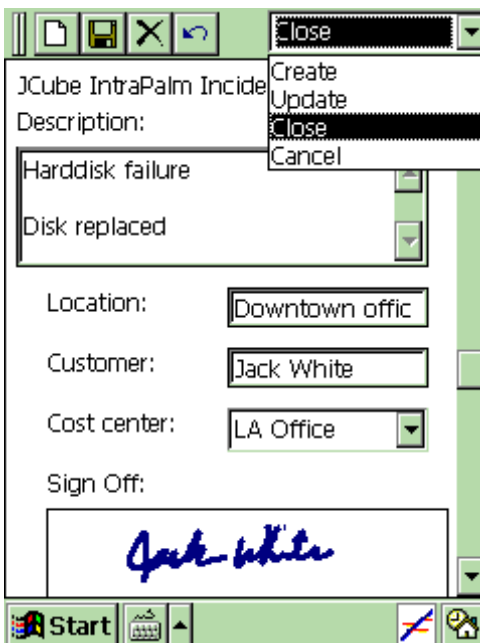 Close
Create
Update
Close
Cancel
JCube IntraPalm Incide
Description:
Harddisk failure
Disk replaced
Location:
Downtown offic
Customer:
Jack White
Cost center:
LA Office
Sign Off:
Jack White
Start